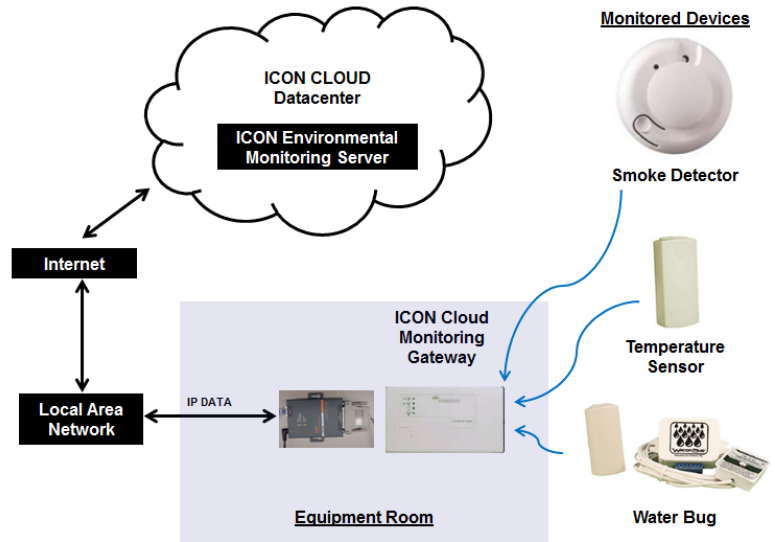 Monitored Devices
ICON CLOUD
Datacenter
ICON Environmental
Monitoring Server
Smoke Detector
Internet
ICON Cloud
Monitoring
Gateway
Temperature
Sensor
IP DATA
Local Area
Network
Equipment Room
Water Bug